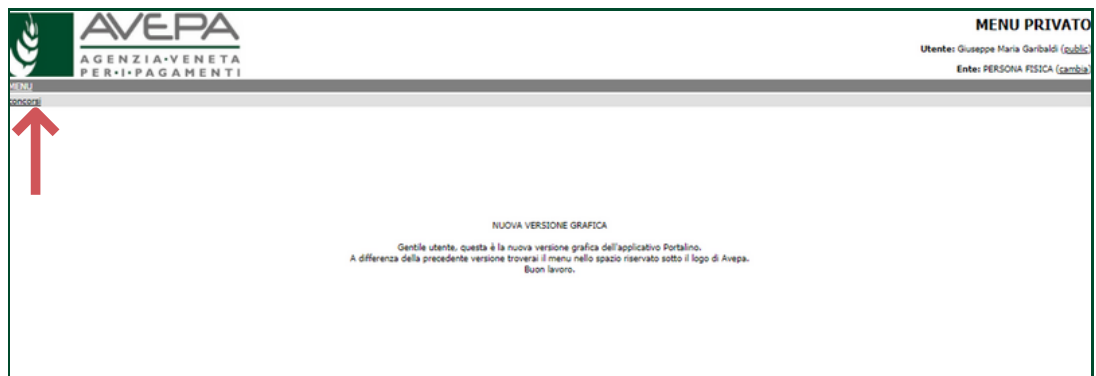 AVEPA
AGENZIA•VENETA
PER•I•PAGAMENTI
MENU PRIVATO
Utente: Giuseppe Maria Garibaldi (public)
Ente: PERSONA FISICA (cambia)
MENU
concorsi
NUOVA VERSIONE GRAFICA
Gentile utente, questa è la nuova versione grafica dell'applicativo Portalino.
A differenza della precedente versione troverai il menu nello spazio riservato sotto il logo di Avepa.
Buon lavoro.